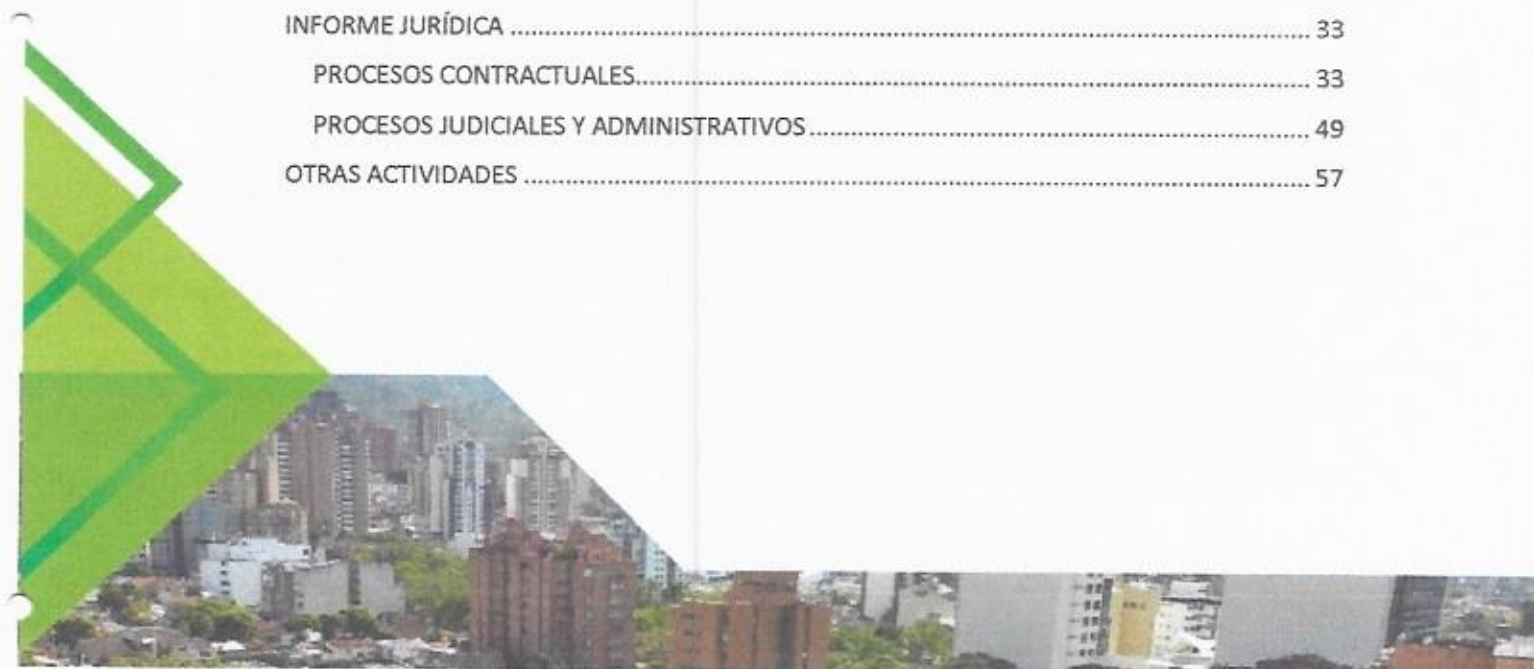 INFORME JURÍDICA ........ 33
PROCESOS CONTRACTUALES........ 33
PROCESOS JUDICIALES Y ADMINISTRATIVOS ........ 49
OTRAS ACTIVIDADES ........ 57